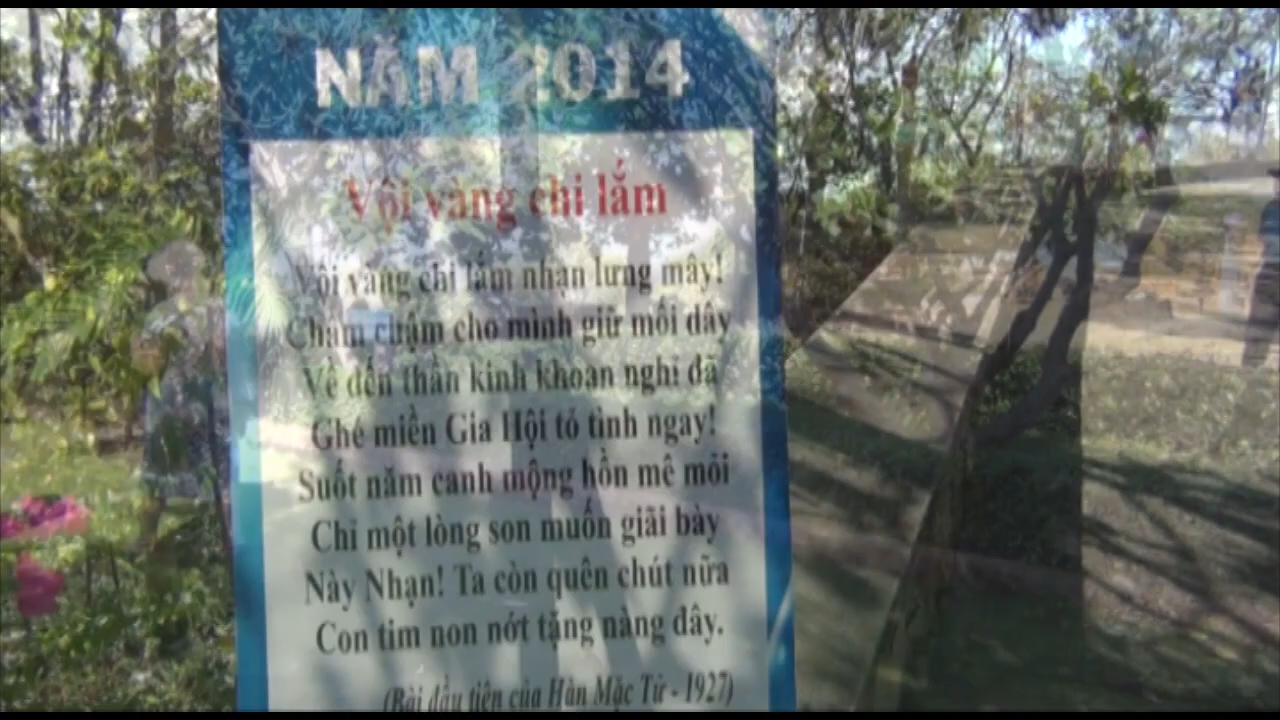 NĂM 2014
Vội vàng chi lắm
Vội vàng chi lắm nhạn lưng mây!
Chầm chậm cho mình giữ mối dây
Về đến thần kinh khoan nghỉ đã
Ghé miền Gia Hội tỏ tình ngay!
Suốt năm canh mộng hồn mê mỏi
Chỉ một lòng son muốn giãi bày
Này Nhạn! Ta còn quên chút nữa
Con tim non nớt tặng nàng đây.
(Bài đầu tiên của Hàn Mặc Tử - 1927)